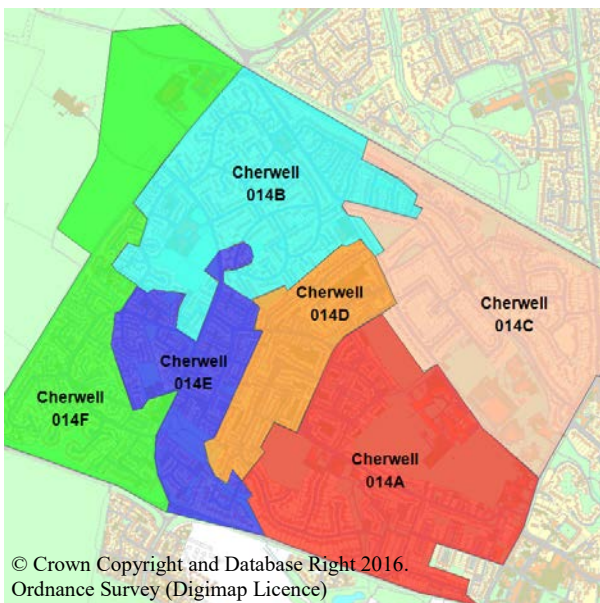 Cherwell
014B
Cherwell
014D
Cherwell
014C
Cherwell
014E
Cherwell
014F
Cherwell
014A
© Crown Copyright and Database Right 2016.
Ordnance Survey (Digimap Licence)